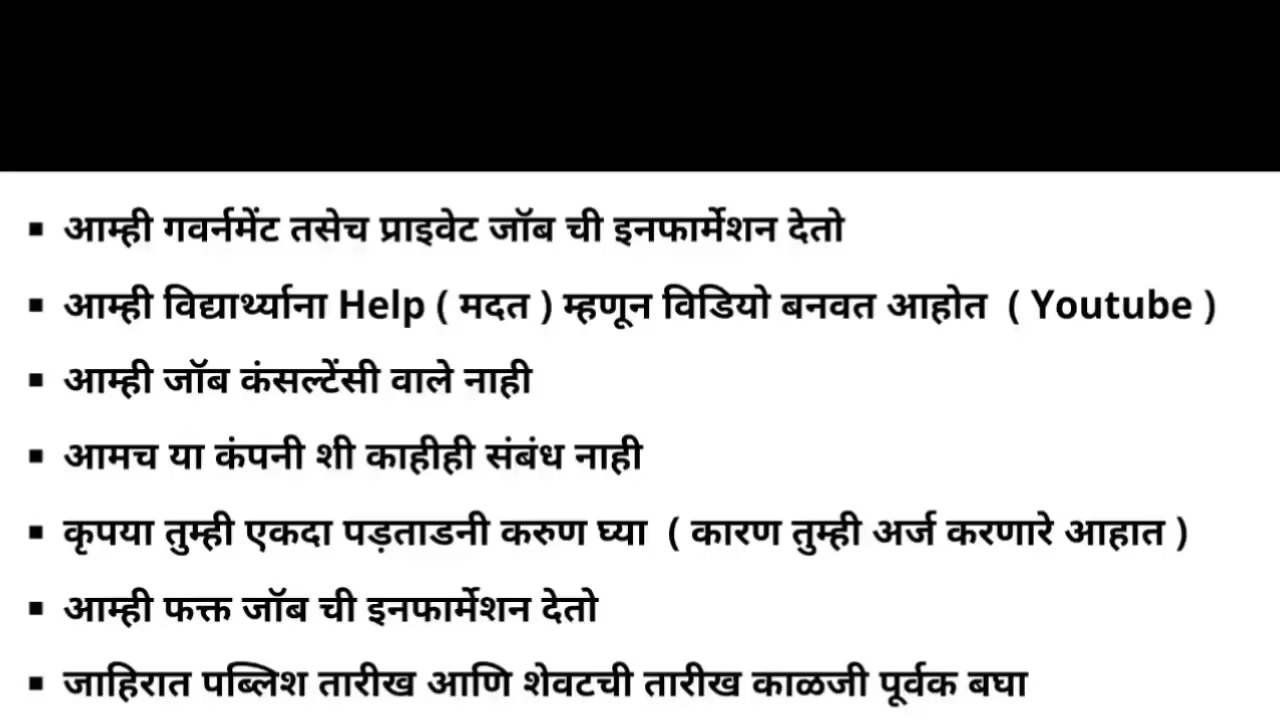 ▪ आम्ही गवर्नमेंट तसेच प्राइवेट जॉब ची इनफार्मेशन देतो
▪ आम्ही विद्यार्थ्याना Help ( मदत ) म्हणून विडियो बनवत आहोत ( Youtube )
▪ आम्ही जॉब कंसल्टेंसी वाले नाही
▪ आमच या कंपनी शी काहीही संबंध नाही
▪ कृपया तुम्ही एकदा पड़ताडनी करुण घ्या ( कारण तुम्ही अर्ज करणारे आहात )
▪ आम्ही फक्त जॉब ची इनफार्मेशन देतो
▪ जाहिरात पब्लिश तारीख आणि शेवटची तारीख काळजी पूर्वक बघा